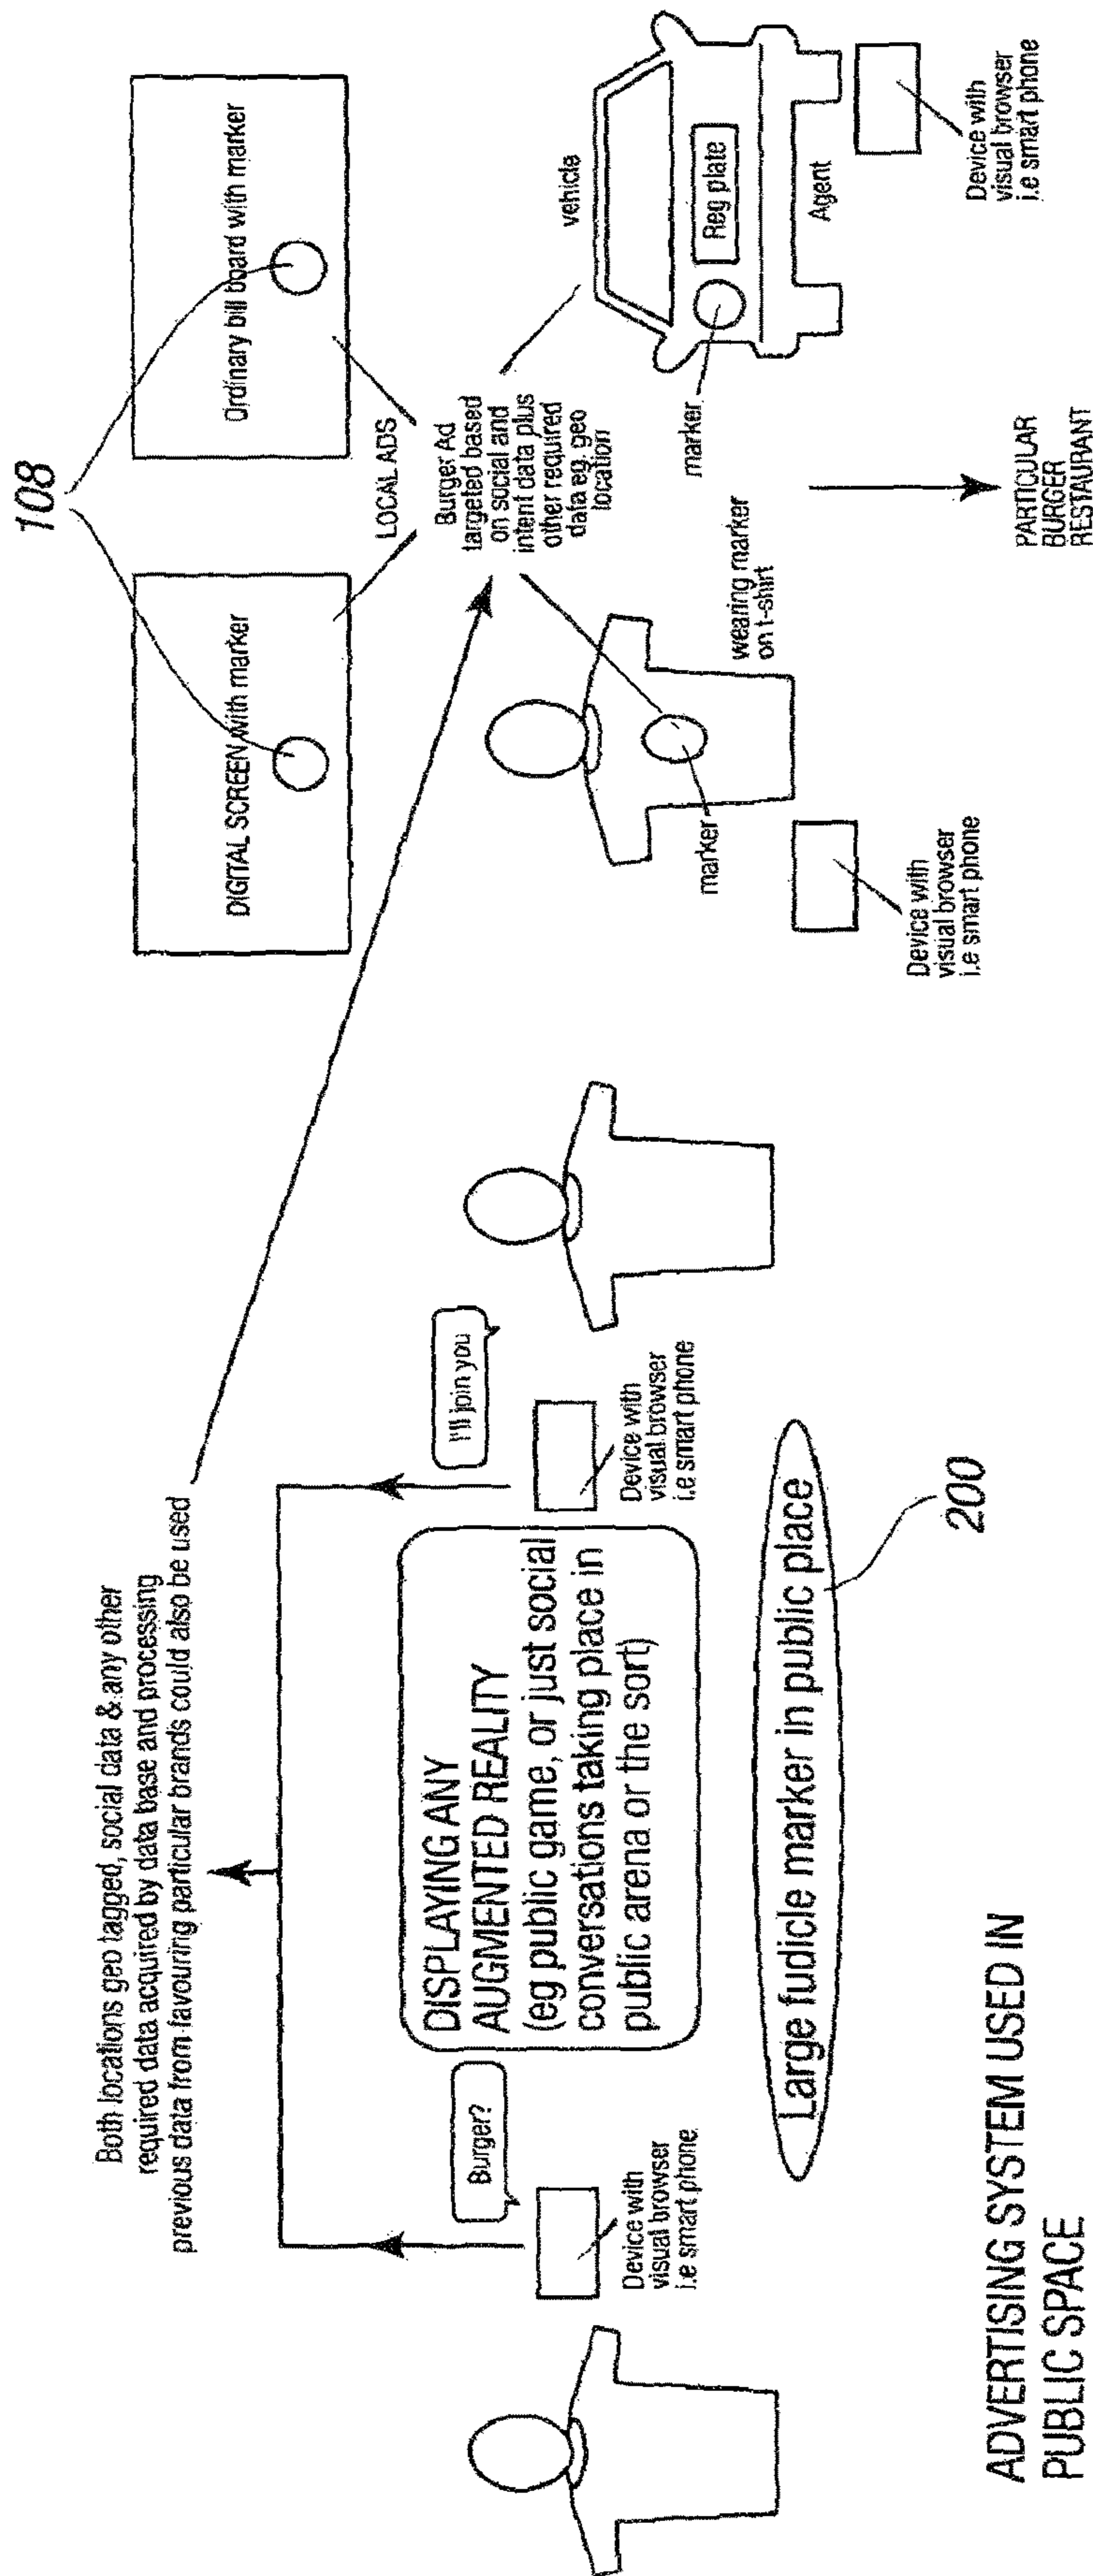 Both locations geo tagged, social data & any other
required data acquired by data base and processing
previous data from favouring particular brands could also be used
Burger?
Device with
visual browser
i.e smart phone
DISPLAYING ANY
AUGMENTED REALITY
(eg public game, or just social
conversations taking place in
public arena or the sort)
I'll join you
Device with
visual browser
i.e smart phone
Large fudicle marker in public place
200
ADVERTISING SYSTEM USED IN
PUBLIC SPACE
108
DIGITAL SCREEN with marker
Ordinary bill board with marker
LOCAL ADS
Burger Ad
targeted based
on social and
intent data plus
other required
data eg. geo
location
marker
wearing marker
on t-shirt
Device with
visual browser
i.e smart phone
vehicle
marker
Reg plate
Agent
Device with
visual browser
i.e smart phone
PARTICULAR
BURGER
RESTAURANT